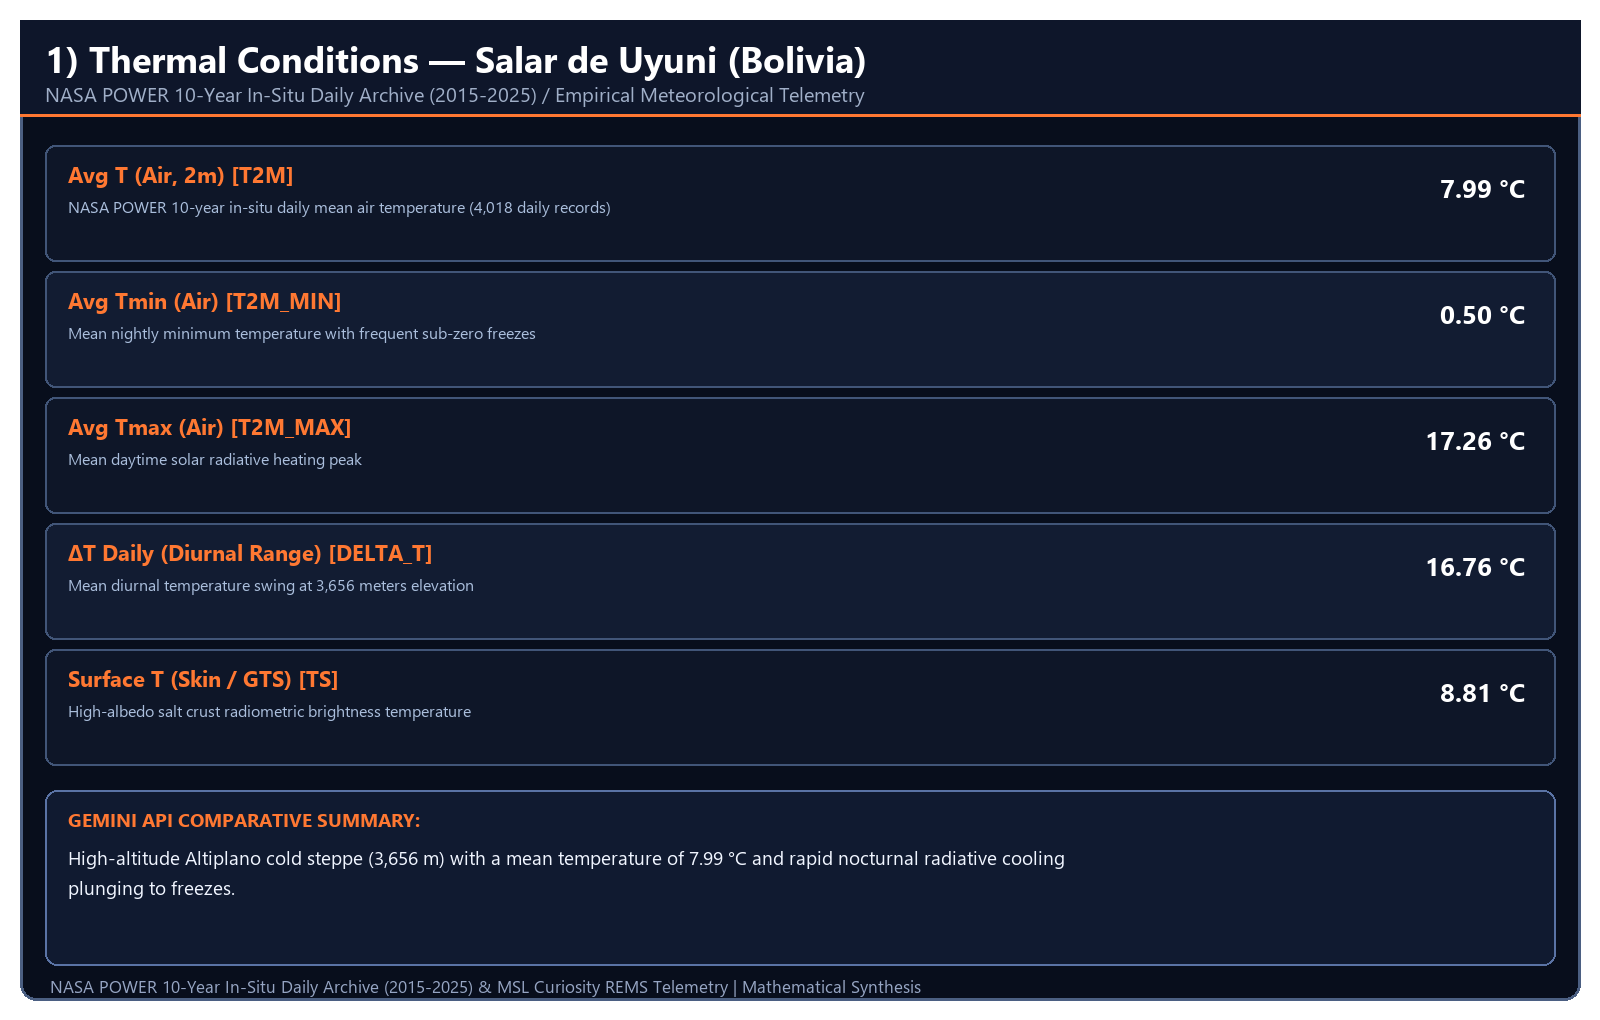 1) Thermal Conditions — Salar de Uyuni (Bolivia)
NASA POWER 10-Year In-Situ Daily Archive (2015-2025) / Empirical Meteorological Telemetry
Avg T (Air, 2m) [T2M]
7.99 °C
NASA POWER 10-year in-situ daily mean air temperature (4,018 daily records)
Avg Tmin (Air) [T2M_MIN]
0.50 °C
Mean nightly minimum temperature with frequent sub-zero freezes
Avg Tmax (Air) [T2M_MAX]
17.26 °C
Mean daytime solar radiative heating peak
ΔT Daily (Diurnal Range) [DELTA_T]
16.76 °C
Mean diurnal temperature swing at 3,656 meters elevation
Surface T (Skin / GTS) [TS]
8.81 °C
High-albedo salt crust radiometric brightness temperature
GEMINI API COMPARATIVE SUMMARY:
High-altitude Altiplano cold steppe (3,656 m) with a mean temperature of 7.99 °C and rapid nocturnal radiative cooling
plunging to freezes.
NASA POWER 10-Year In-Situ Daily Archive (2015-2025) & MSL Curiosity REMS Telemetry | Mathematical Synthesis